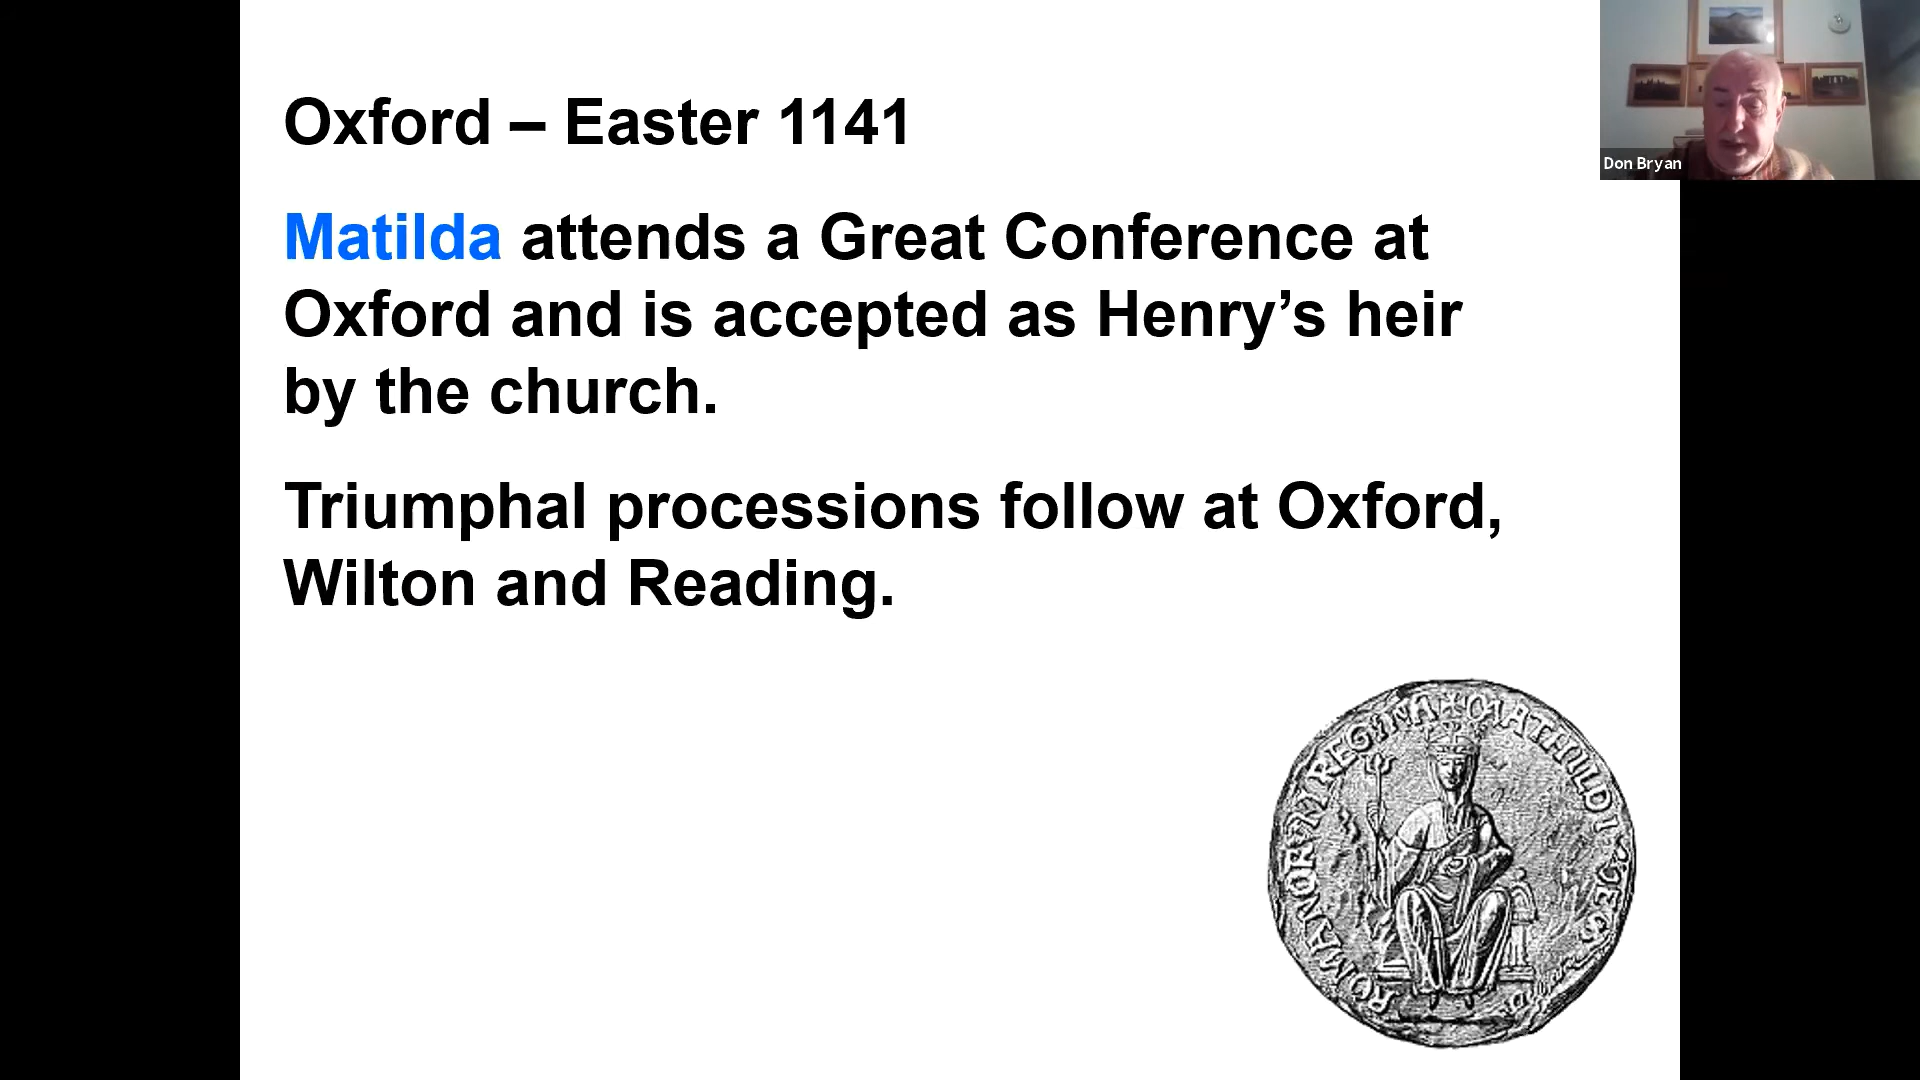 Oxford – Easter 1141
Matilda attends a Great Conference at
Oxford and is accepted as Henry’s heir
by the church.
Triumphal processions follow at Oxford,
Wilton and Reading.
Don Bryan